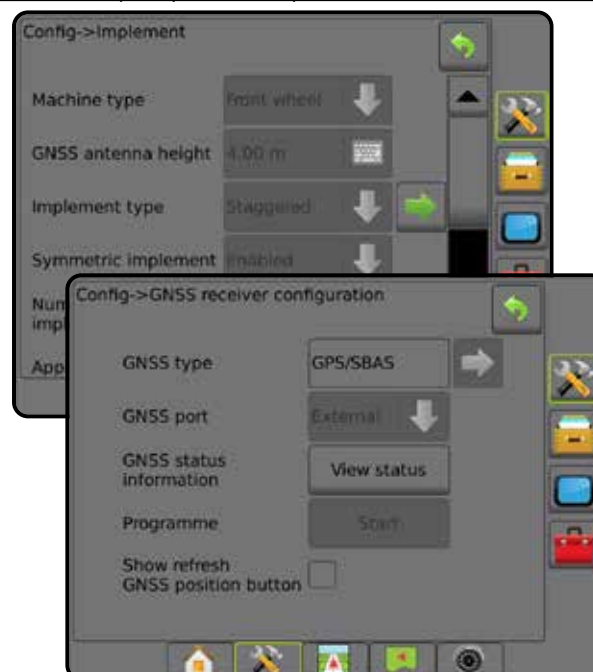 Config->Implement
Machine type Front wheel
GNSS antenna height 4.00 m
Implement type Staggered
Symmetric implement Enabled
Config->GNSS receiver configuration
GNSS type GPS/SBAS
GNSS port External
GNSS status
information
View status
Programme Start
Show refresh
GNSS position button